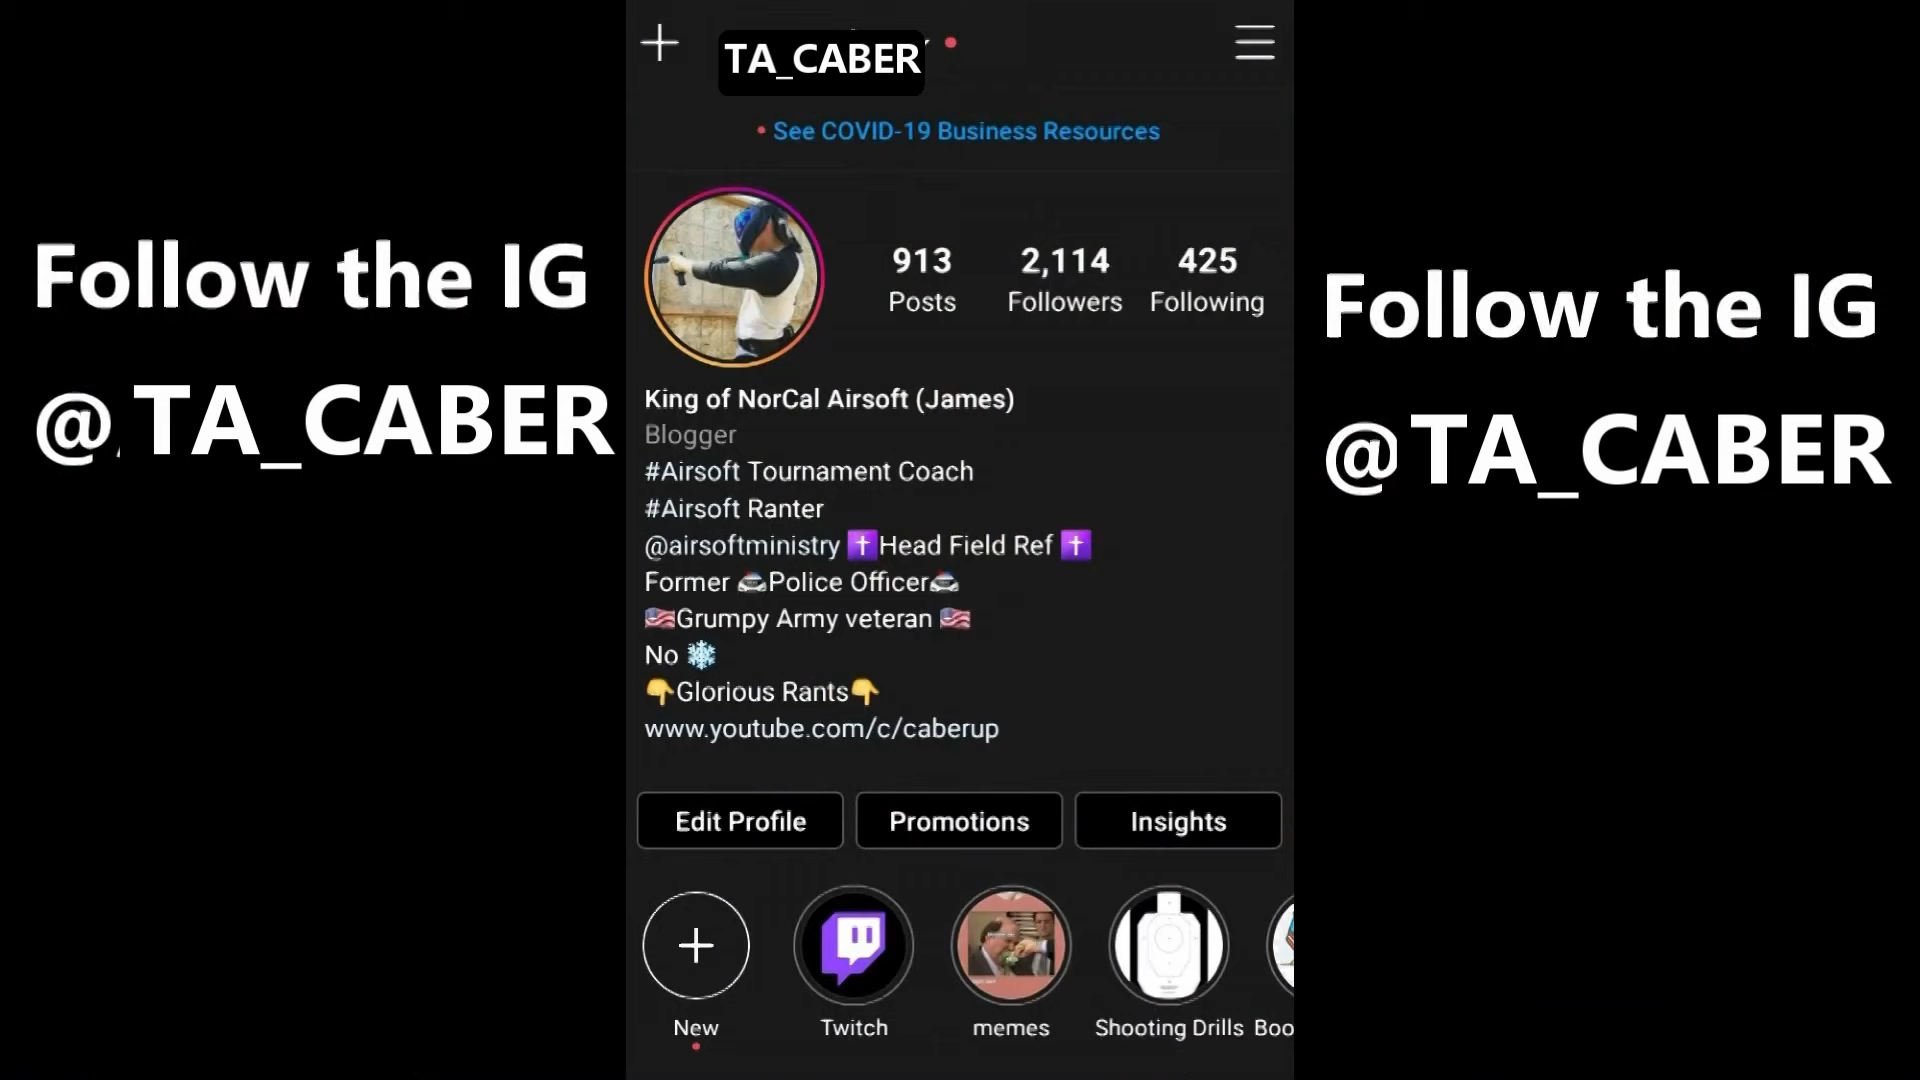 TA_CABER
• See COVID-19 Business Resources
Follow the IG
@TA_CABER
913
Posts
2,114
Followers
425
Following
King of NorCal Airsoft (James)
Blogger
#Airsoft Tournament Coach
#Airsoft Ranter
@airsoftministry ✝️Head Field Ref ✝️
Former 🚔Police Officer🚔
🇺🇸Grumpy Army veteran 🇺🇸
No ❄️
👇Glorious Rants👇
www.youtube.com/c/caberup
Follow the IG
@TA_CABER
Edit Profile
Promotions
Insights
New
Twitch
memes
Shooting Drills
Boo